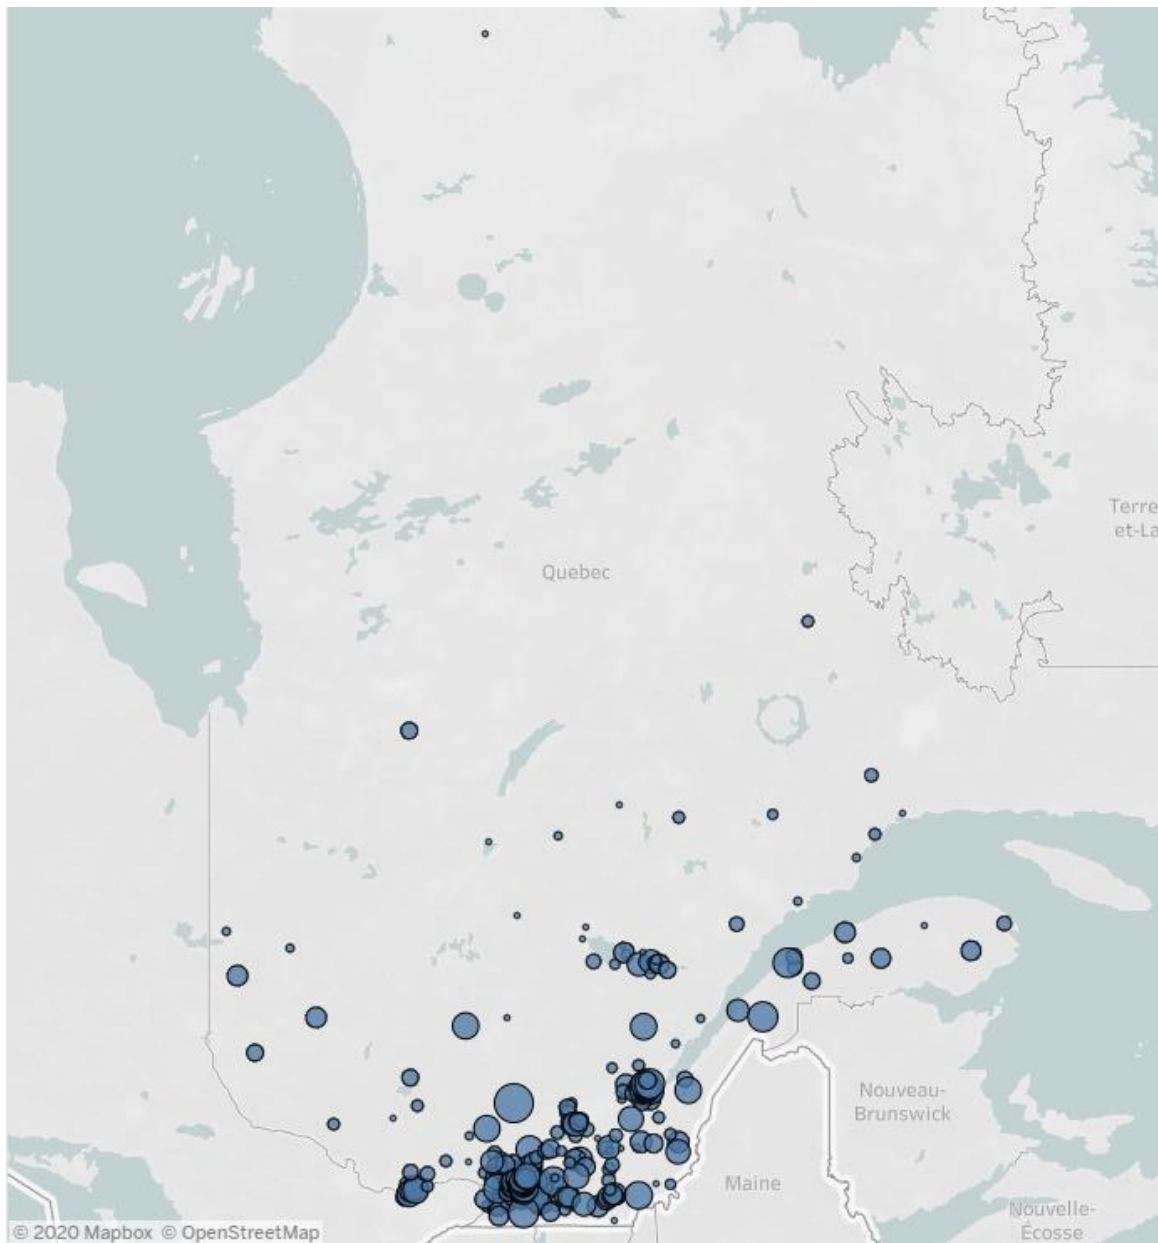 Terre
et-La
Quebec
Nouveau-
Brunswick
Maine
Nouvelle-
Écosse
© 2020 Mapbox © OpenStreetMap